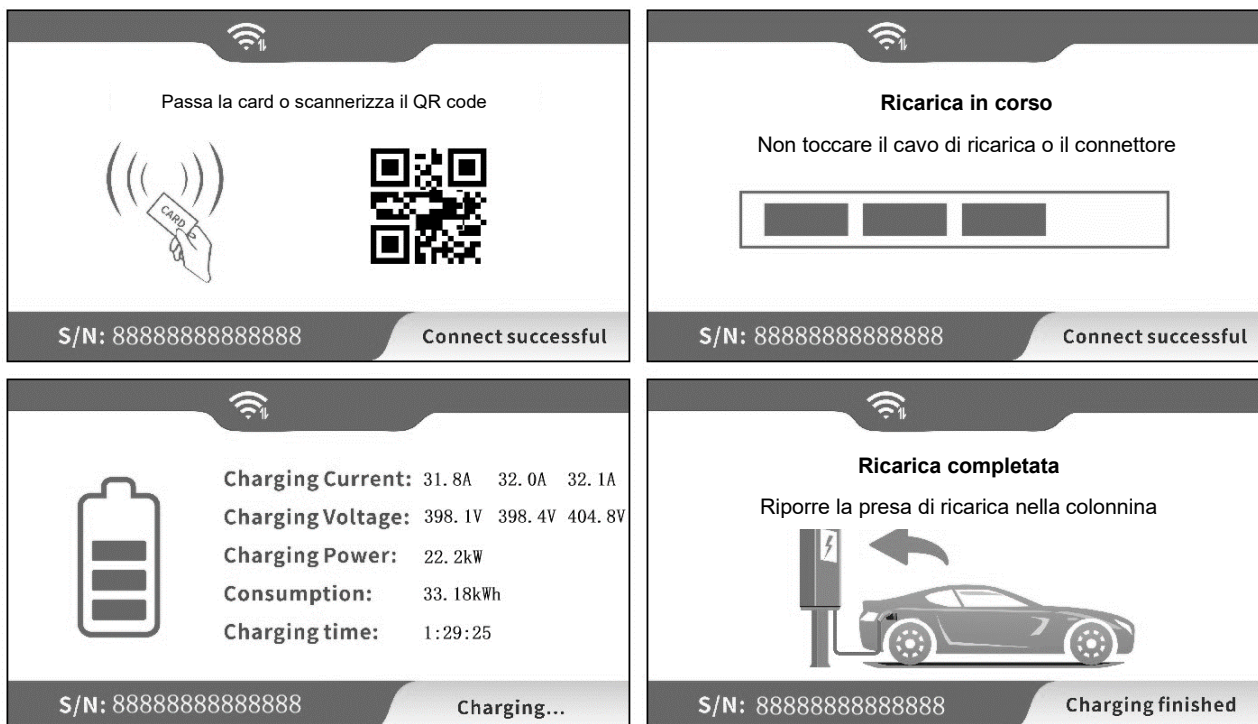 Passa la card o scannerizza il QR code
CARD
S/N: 88888888888888
Connect successful
Ricarica in corso
Non toccare il cavo di ricarica o il connettore
S/N: 88888888888888
Connect successful
Charging Current: 31.8A 32.0A 32.1A
Charging Voltage: 398.1V 398.4V 404.8V
Charging Power: 22.2kW
Consumption: 33.18kWh
Charging time: 1:29:25
S/N: 88888888888888
Charging...
Ricarica completata
Riporre la presa di ricarica nella colonnina
S/N: 88888888888888
Charging finished